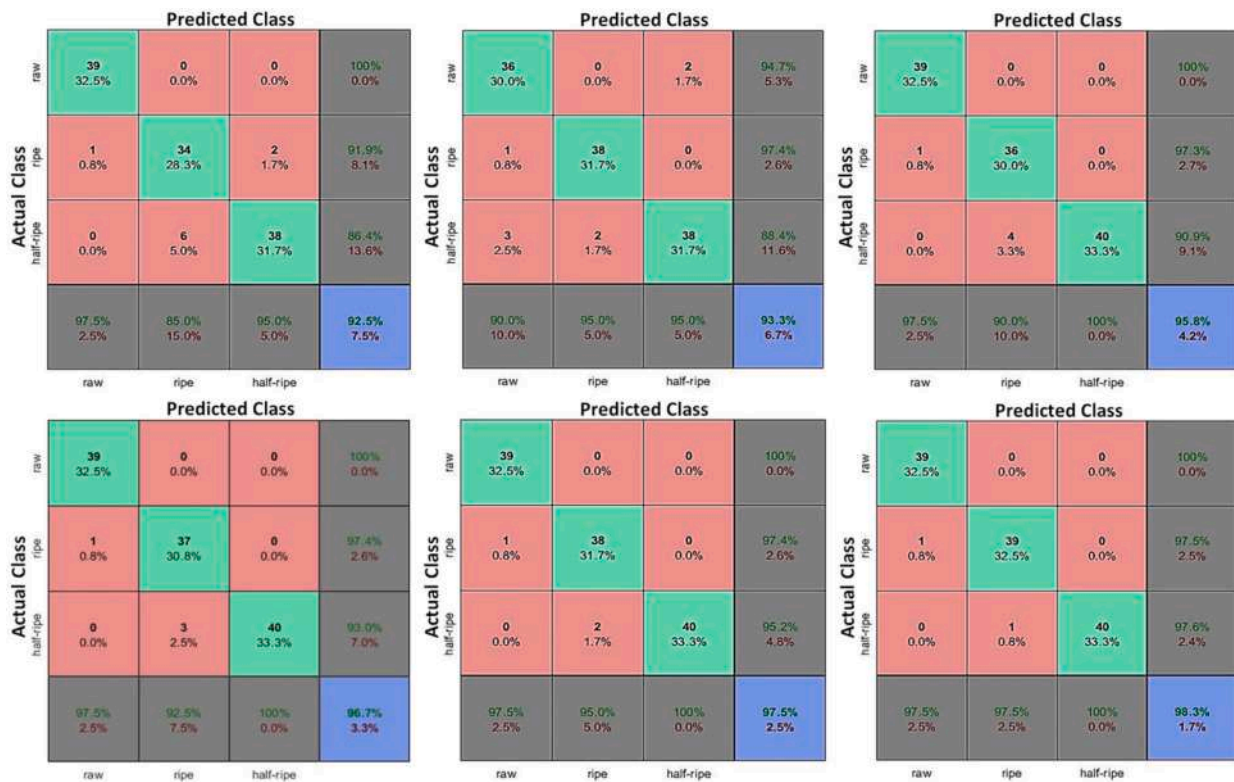 Predicted Class
Actual Class
raw
39 0 0 100%
32.5% 0.0% 0.0% 0.0%
ripe
1 34 2 91.9%
0.8% 28.3% 1.7% 8.1%
half-ripe
0 6 38 86.4%
0.0% 5.0% 31.7% 13.6%
97.5% 85.0% 95.0% 92.5%
2.5% 15.0% 5.0% 7.5%
raw ripe half-ripe
Predicted Class
Actual Class
raw
36 0 2 94.7%
30.0% 0.0% 1.7% 5.3%
ripe
1 38 0 97.4%
0.8% 31.7% 0.0% 2.6%
half-ripe
3 2 38 88.4%
2.5% 1.7% 31.7% 11.6%
90.0% 95.0% 95.0% 93.3%
10.0% 5.0% 5.0% 6.7%
raw ripe half-ripe
Predicted Class
Actual Class
raw
39 0 0 100%
32.5% 0.0% 0.0% 0.0%
ripe
1 36 0 97.3%
0.8% 30.0% 0.0% 2.7%
half-ripe
0 4 40 90.9%
0.0% 3.3% 33.3% 9.1%
97.5% 90.0% 100% 95.8%
2.5% 10.0% 0.0% 4.2%
raw ripe half-ripe
Predicted Class
Actual Class
raw
39 0 0 100%
32.5% 0.0% 0.0% 0.0%
ripe
1 37 0 97.4%
0.8% 30.8% 0.0% 2.6%
half-ripe
0 3 40 93.0%
0.0% 2.5% 33.3% 7.0%
97.5% 92.5% 100% 96.7%
2.5% 7.5% 0.0% 3.3%
raw ripe half-ripe
Predicted Class
Actual Class
raw
39 0 0 100%
32.5% 0.0% 0.0% 0.0%
ripe
1 38 0 97.4%
0.8% 31.7% 0.0% 2.6%
half-ripe
0 2 40 95.2%
0.0% 1.7% 33.3% 4.8%
97.5% 95.0% 100% 97.5%
2.5% 5.0% 0.0% 2.5%
raw ripe half-ripe
Predicted Class
Actual Class
raw
39 0 0 100%
32.5% 0.0% 0.0% 0.0%
ripe
1 39 0 97.5%
0.8% 32.5% 0.0% 2.5%
half-ripe
0 1 40 97.6%
0.0% 0.8% 33.3% 2.4%
97.5% 97.5% 100% 98.3%
2.5% 2.5% 0.0% 1.7%
raw ripe half-ripe